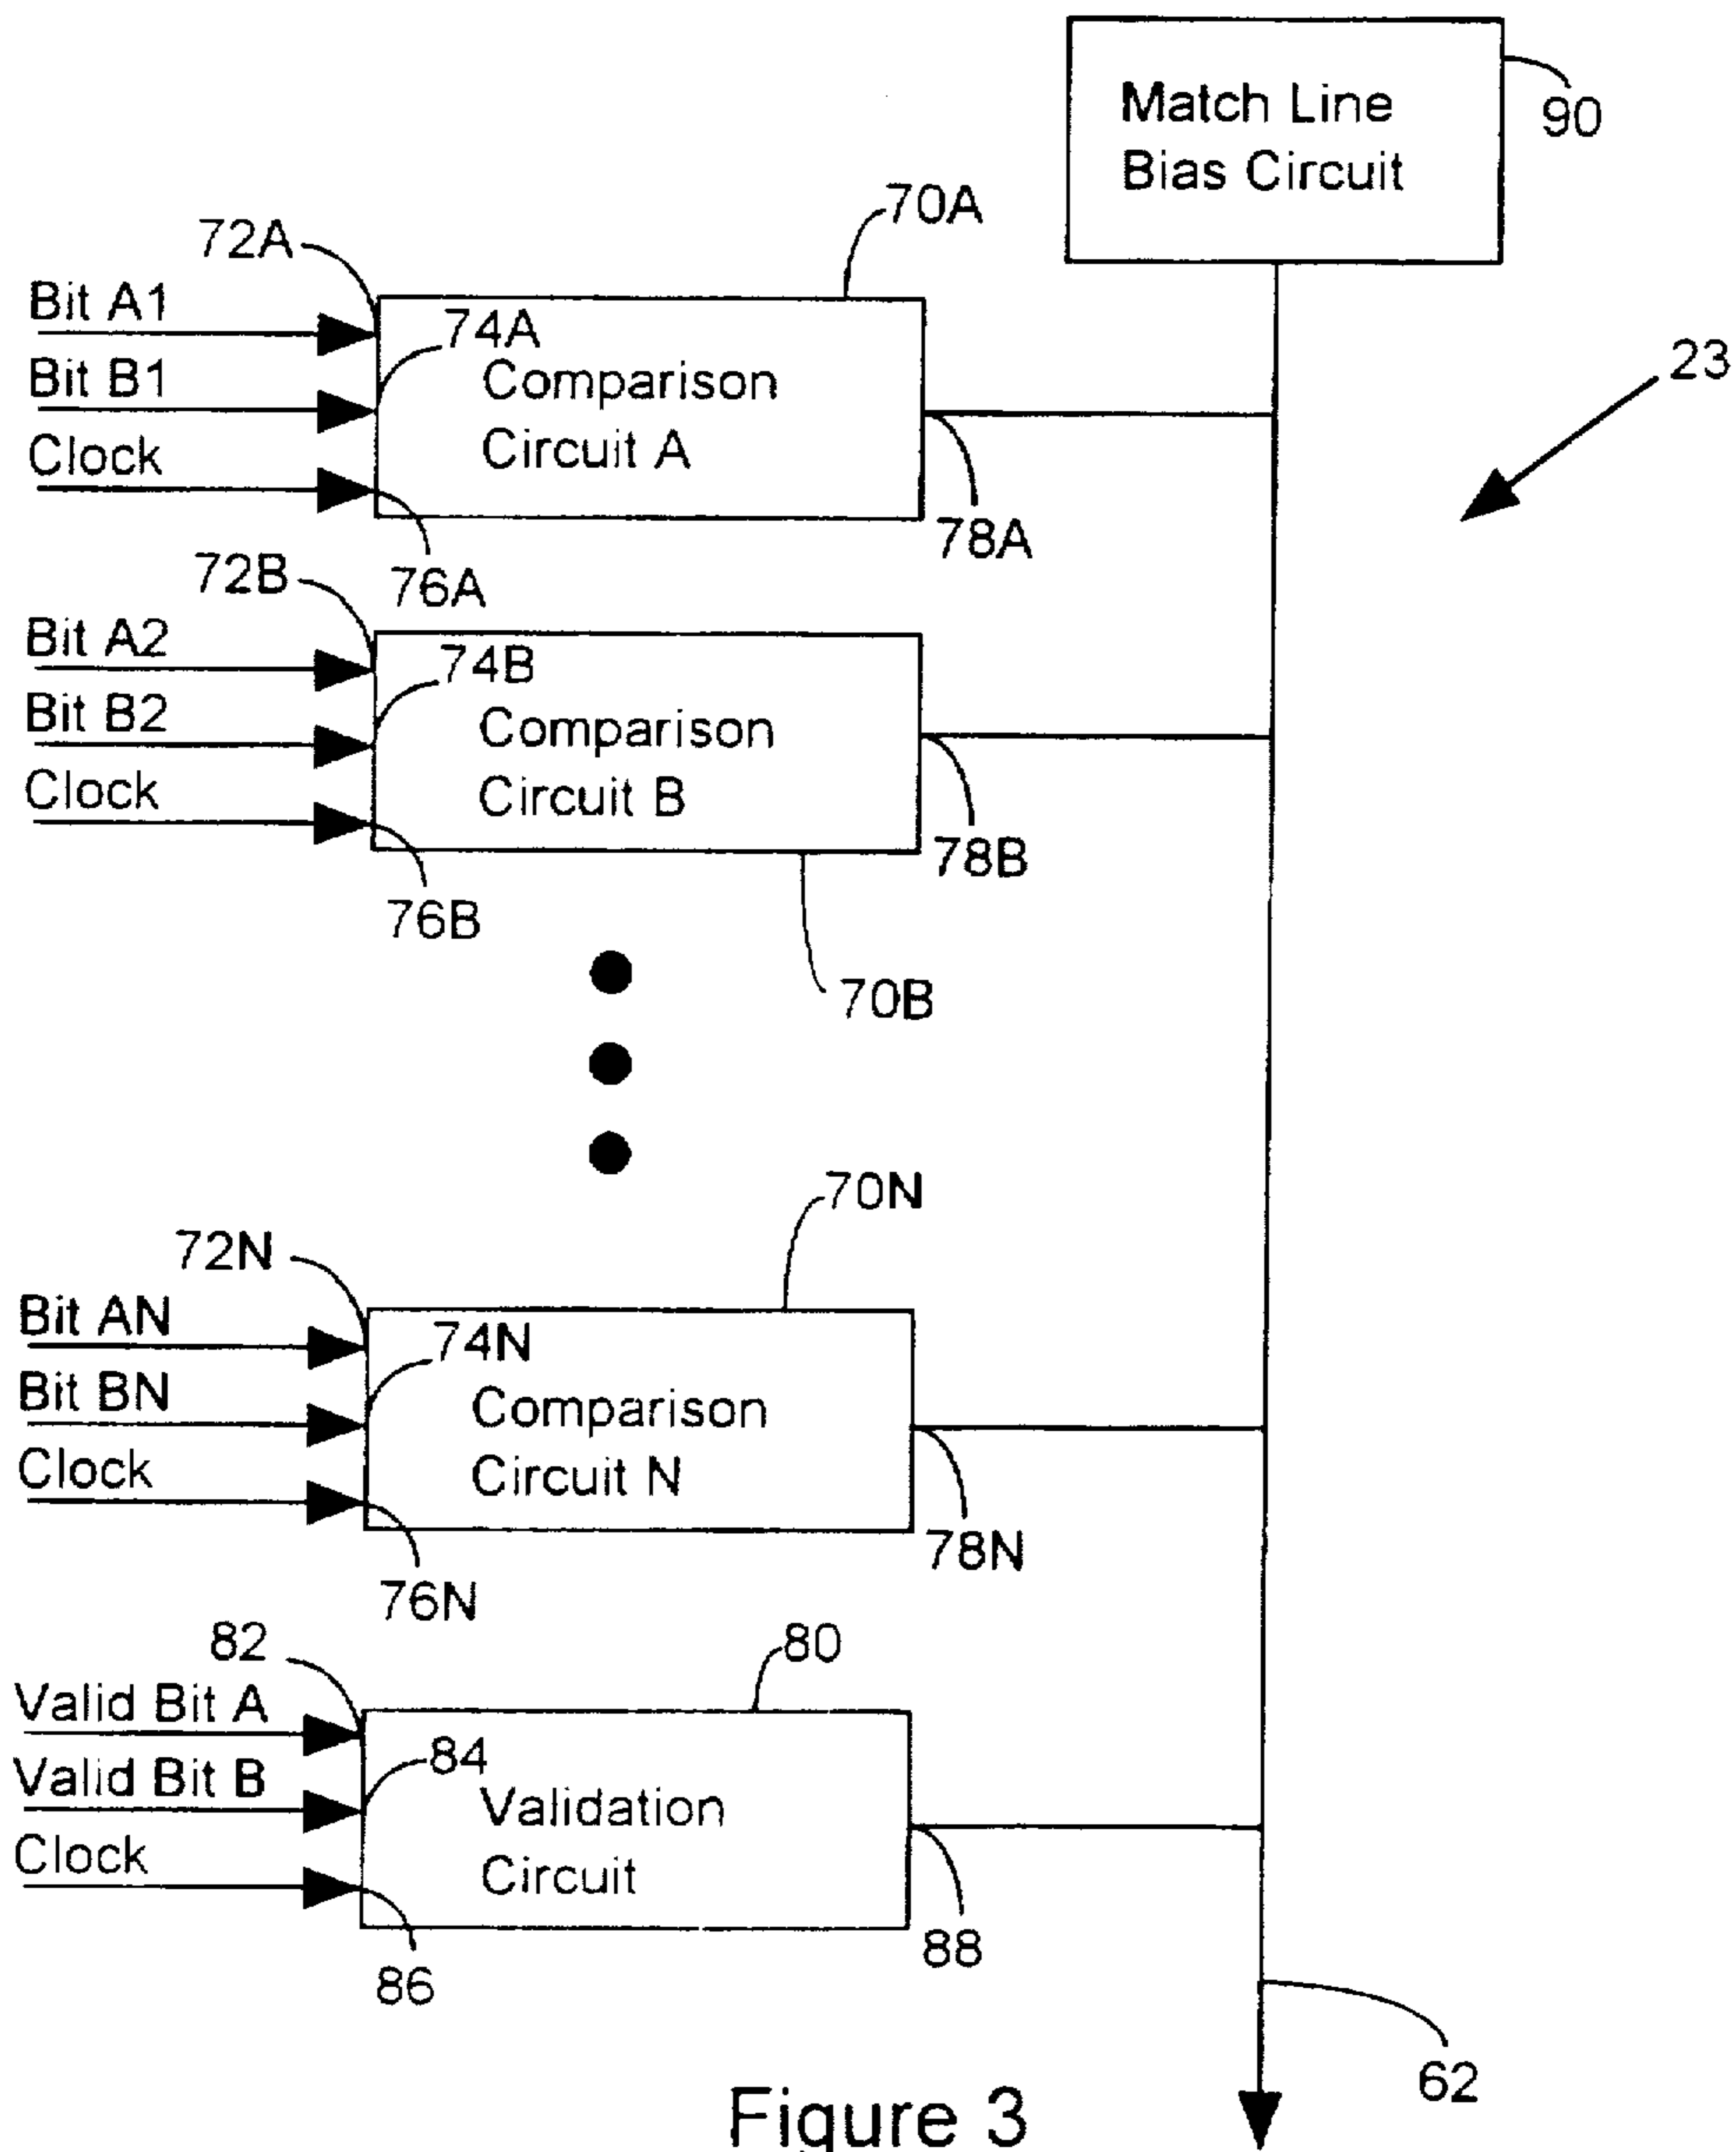 Match Line
Bias Circuit
90
70A
72A
Bit A1
74A
Bit B1
Comparison
Circuit A
Clock
23
78A
76A
72B
Bit A2
74B
Bit B2
Comparison
Circuit B
Clock
78B
76B
70B
70N
72N
Bit AN
74N
Bit BN
Comparison
Circuit N
Clock
78N
76N
82
80
Valid Bit A
84
Valid Bit B
Validation
Circuit
Clock
88
86
62
Figure 3